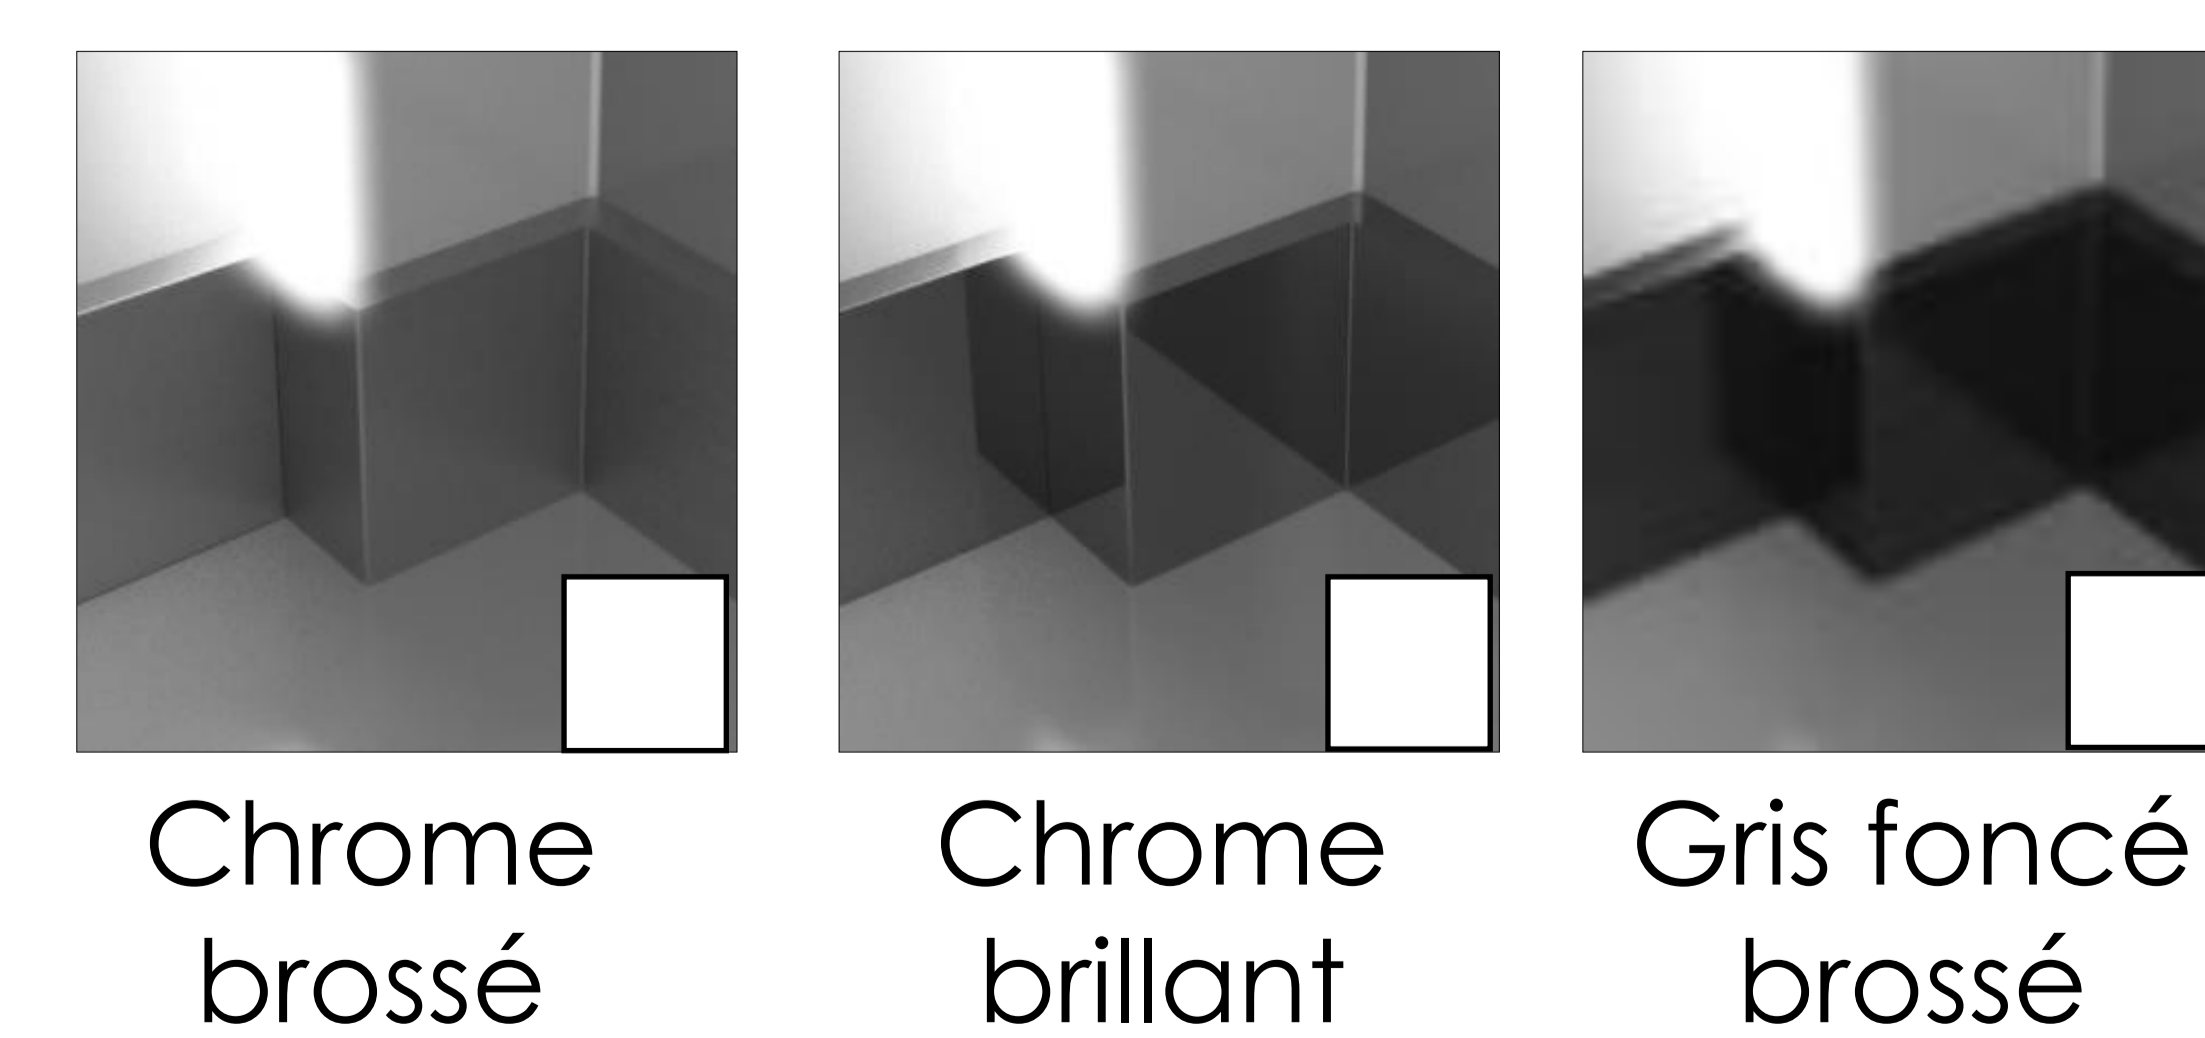 Chrome
brossé
Chrome
brillant
Gris foncé
brossé